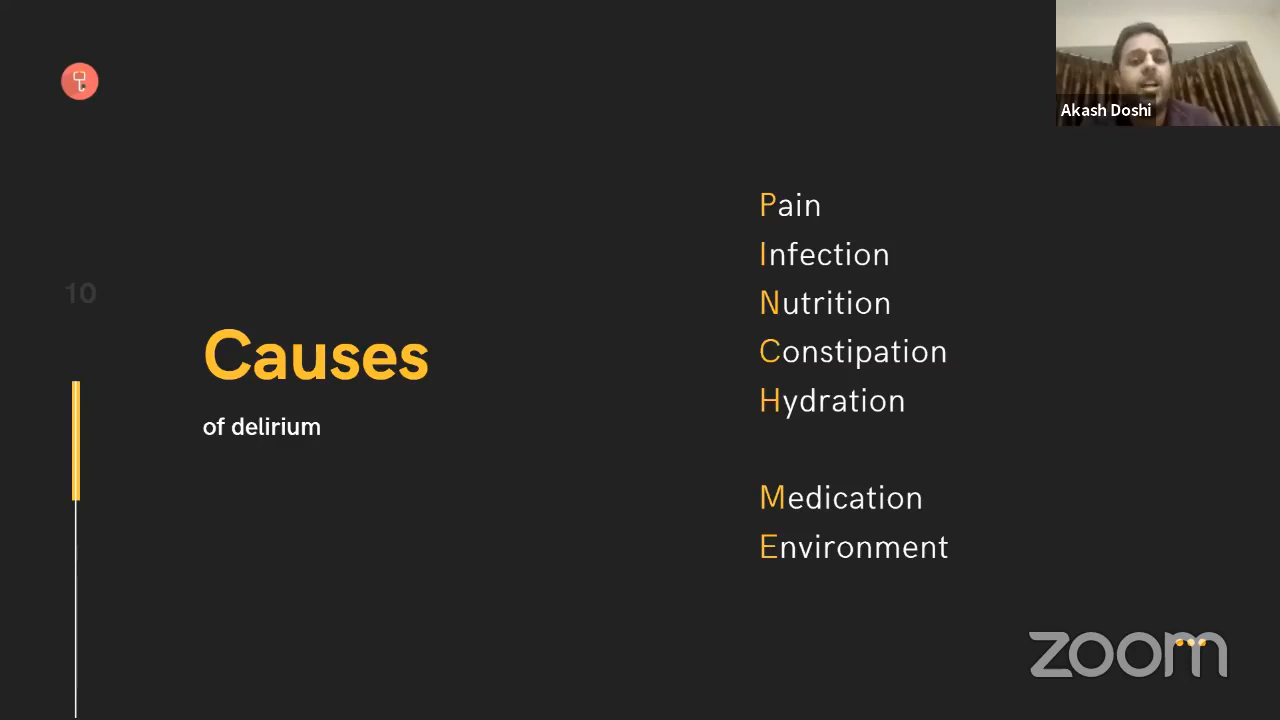 Akash Doshi
10
Causes
of delirium
Pain
Infection
Nutrition
Constipation
Hydration
Medication
Environment
zoom